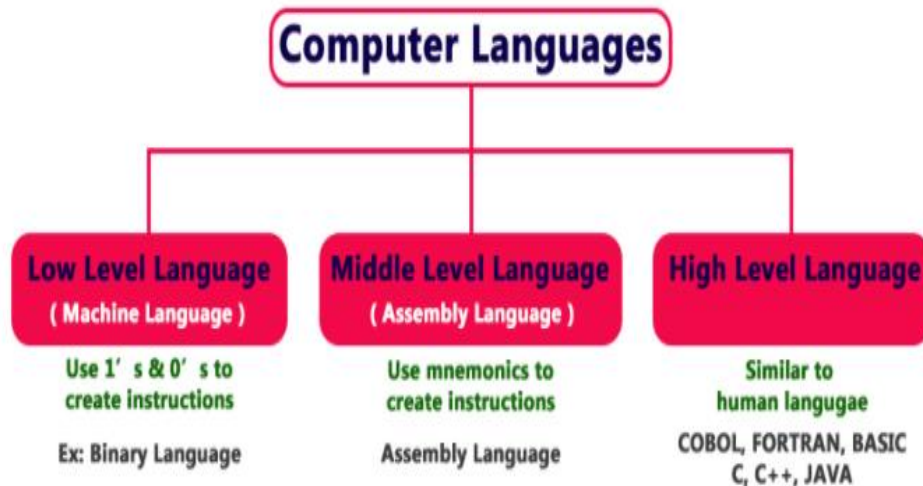 Computer Languages
Low Level Language
( Machine Language )
Use 1' s & 0' s to
create instructions
Ex: Binary Language
Middle Level Language
( Assembly Language )
Use mnemonics to
create instructions
Assembly Language
High Level Language
Similar to
human langugae
COBOL, FORTRAN, BASIC
C, C++, JAVA